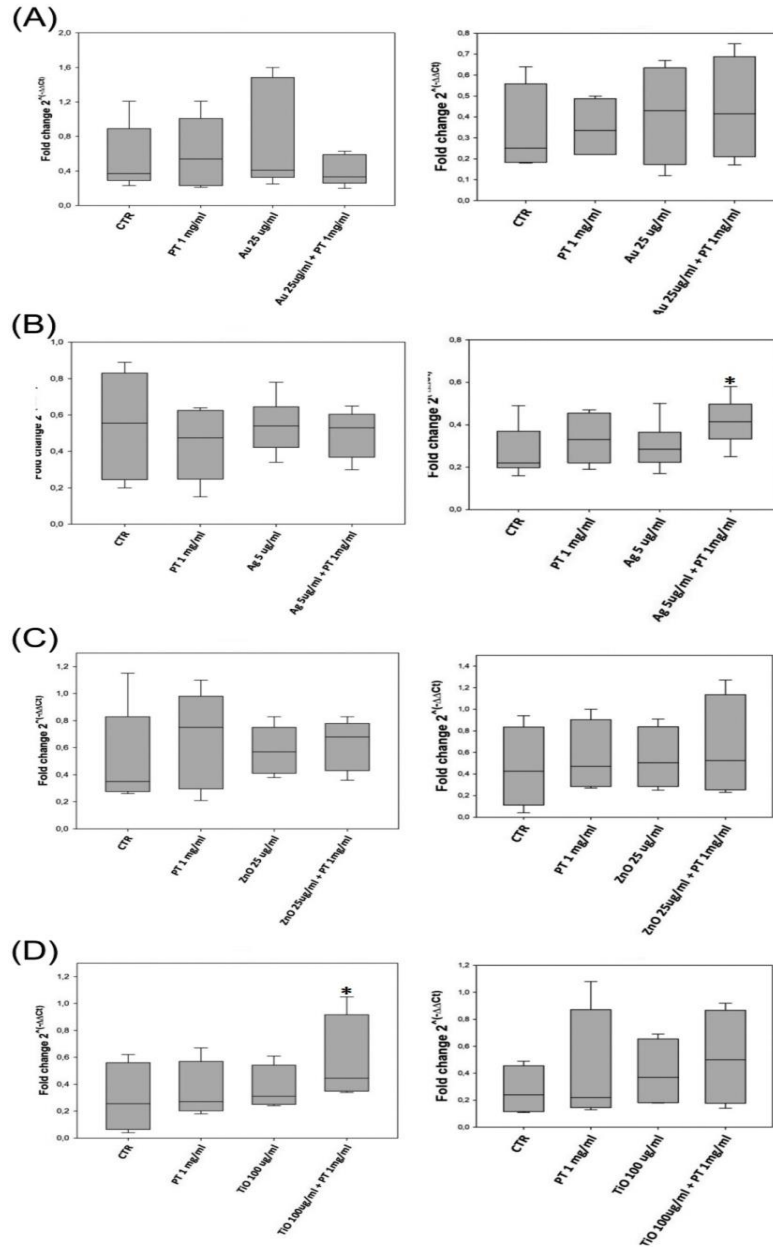 (A)
Fold change 2^(-ΔΔCt)
2,0
1,6
1,2
0,8
0,4
0,0
CTR
PT 1 mg/ml
Au 25 ug/ml
Au 25ug/ml + PT 1mg/ml
Fold change 2^(-ΔΔCt)
0,8
0,7
0,6
0,5
0,4
0,3
0,2
0,1
0,0
CTR
PT 1 mg/ml
Au 25 ug/ml
Au 25ug/ml + PT 1mg/ml
(B)
Fold change 2
1,0
0,8
0,6
0,4
0,2
0,0
CTR
PT 1 mg/ml
Ag 5 ug/ml
Ag 5ug/ml + PT 1mg/ml
Fold change 2
0,8
0,6
0,4
0,2
0,0
*
CTR
PT 1 mg/ml
Ag 5 ug/ml
Ag 5ug/ml + PT 1mg/ml
(C)
Fold change 2^(-ΔΔCt)
1,2
1,0
0,8
0,6
0,4
0,2
0,0
CTR
PT 1 mg/ml
ZnO 25 ug/ml
ZnO 25ug/ml + PT 1mg/ml
Fold change 2^(-ΔΔCt)
1,4
1,2
1,0
0,8
0,6
0,4
0,2
0,0
CTR
PT 1 mg/ml
ZnO 25 ug/ml
ZnO 25ug/ml + PT 1mg/ml
(D)
Fold change 2^(-ΔΔCt)
1,2
1,0
0,8
0,6
0,4
0,2
0,0
*
CTR
PT 1 mg/ml
TiO 100 ug/ml
TiO 100ug/ml + PT 1mg/ml
Fold change 2^(-ΔΔCt)
1,2
1,0
0,8
0,6
0,4
0,2
0,0
CTR
PT 1 mg/ml
TiO 100 ug/ml
TiO 100ug/ml + PT 1mg/ml